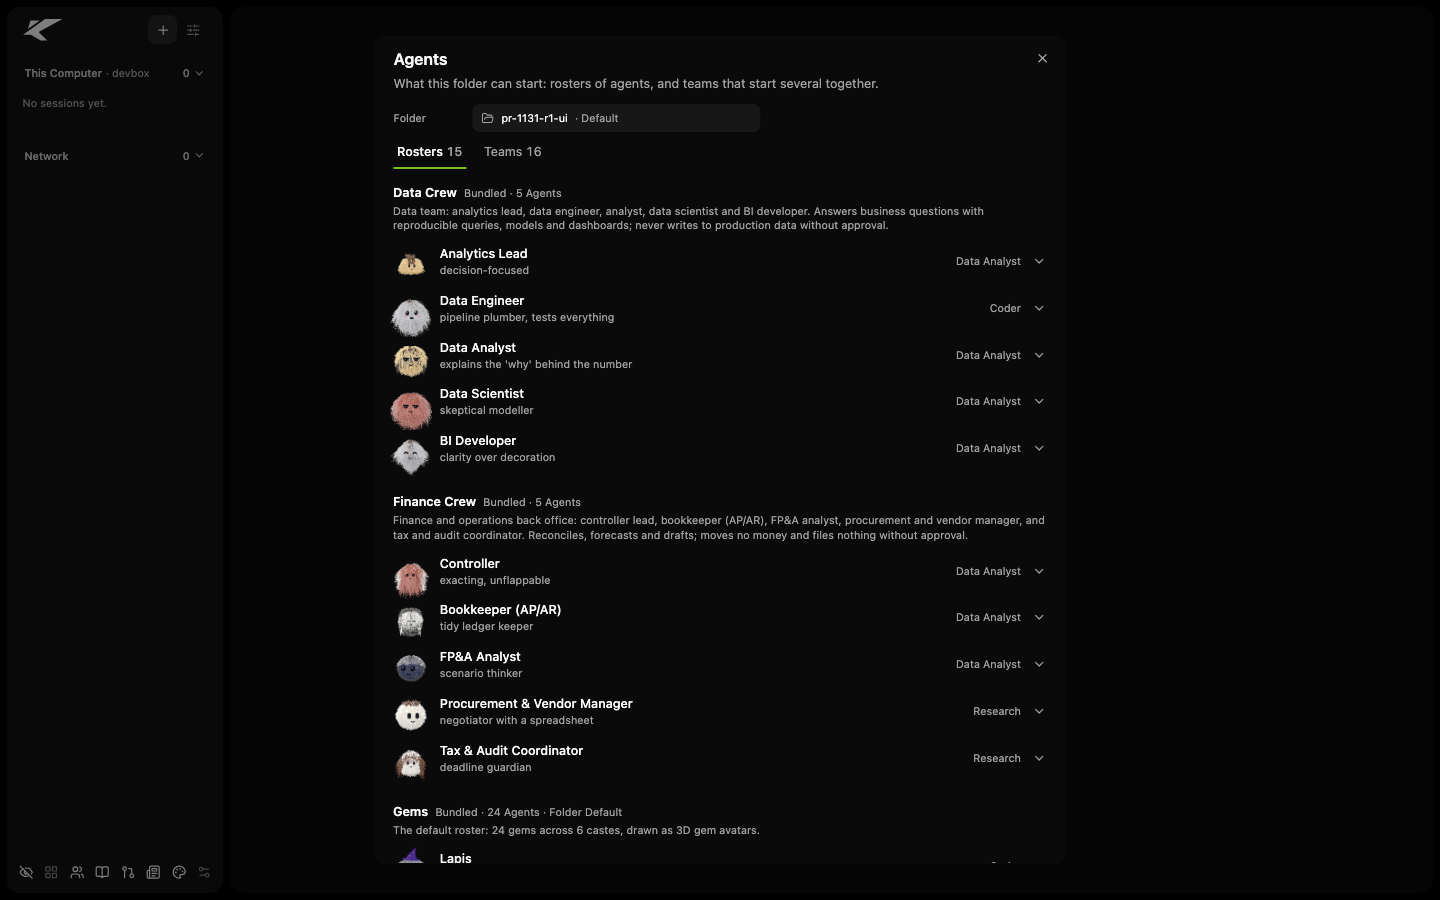 This Computer · devbox 0
No sessions yet.
Network 0
Agents
What this folder can start: rosters of agents, and teams that start several together.
Folder pr-1131-r1-ui · Default
Rosters 15 Teams 16
Data Crew Bundled · 5 Agents
Data team: analytics lead, data engineer, analyst, data scientist and BI developer. Answers business questions with
reproducible queries, models and dashboards; never writes to production data without approval.
Analytics Lead Data Analyst
decision-focused
Data Engineer Coder
pipeline plumber, tests everything
Data Analyst Data Analyst
explains the 'why' behind the number
Data Scientist Data Analyst
skeptical modeller
BI Developer Data Analyst
clarity over decoration
Finance Crew Bundled · 5 Agents
Finance and operations back office: controller lead, bookkeeper (AP/AR), FP&A analyst, procurement and vendor manager, and
tax and audit coordinator. Reconciles, forecasts and drafts; moves no money and files nothing without approval.
Controller Data Analyst
exacting, unflappable
Bookkeeper (AP/AR) Data Analyst
tidy ledger keeper
FP&A Analyst Data Analyst
scenario thinker
Procurement & Vendor Manager Research
negotiator with a spreadsheet
Tax & Audit Coordinator Research
deadline guardian
Gems Bundled · 24 Agents · Folder Default
The default roster: 24 gems across 6 castes, drawn as 3D gem avatars.
Lapis